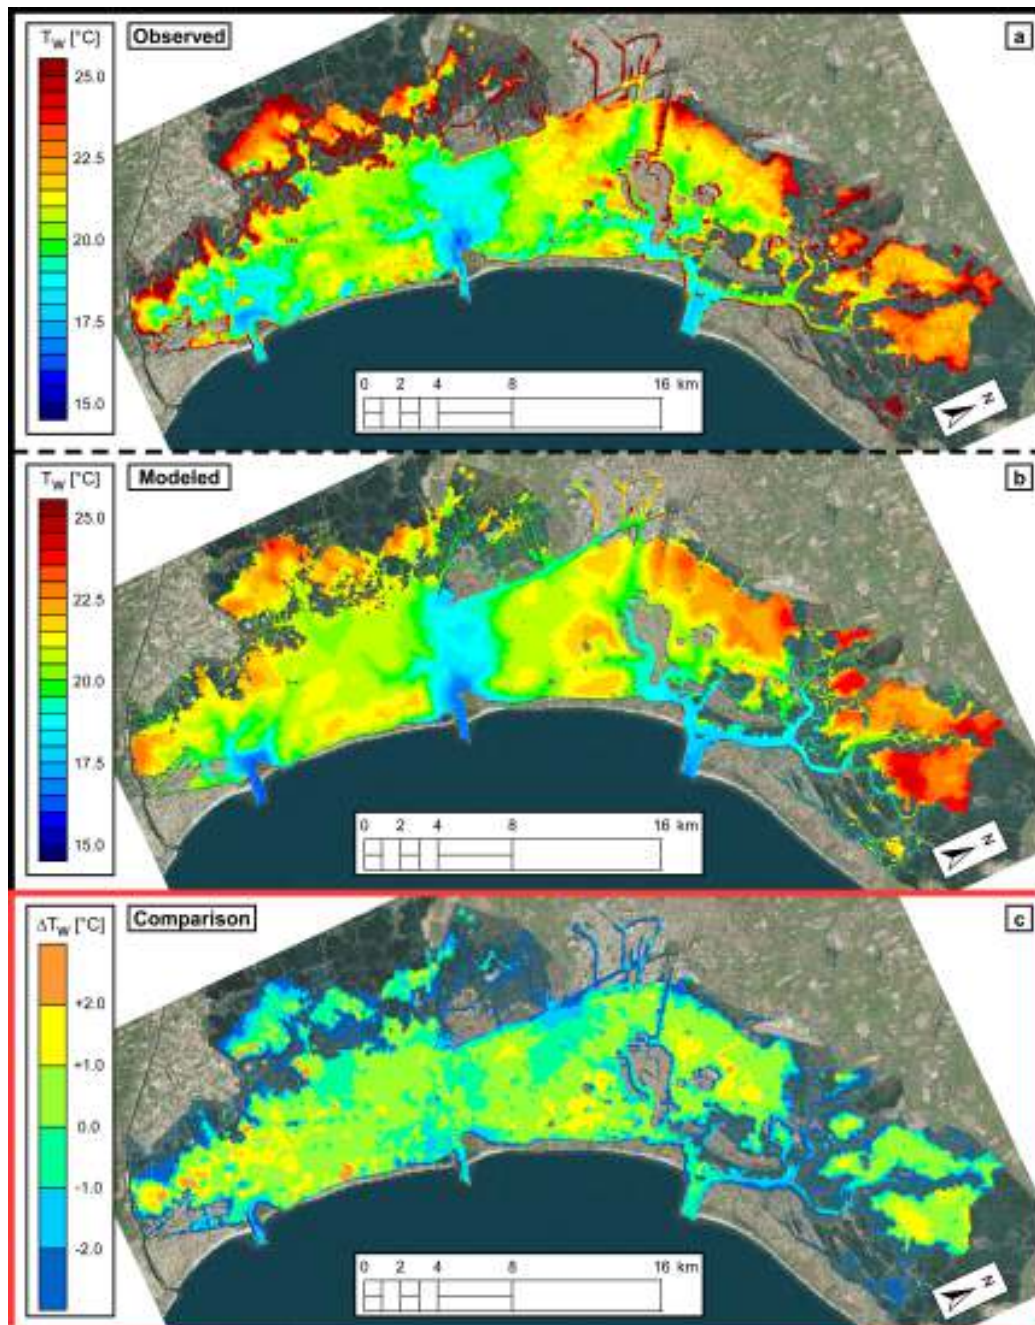 T_W [°C]
Observed
a
25.0
22.5
20.0
17.5
15.0
0 2 4 8 16 km
N
T_W [°C]
Modeled
b
25.0
22.5
20.0
17.5
15.0
0 2 4 8 16 km
N
ΔT_W [°C]
Comparison
c
+2.0
+1.0
0.0
-1.0
-2.0
0 2 4 8 16 km
N